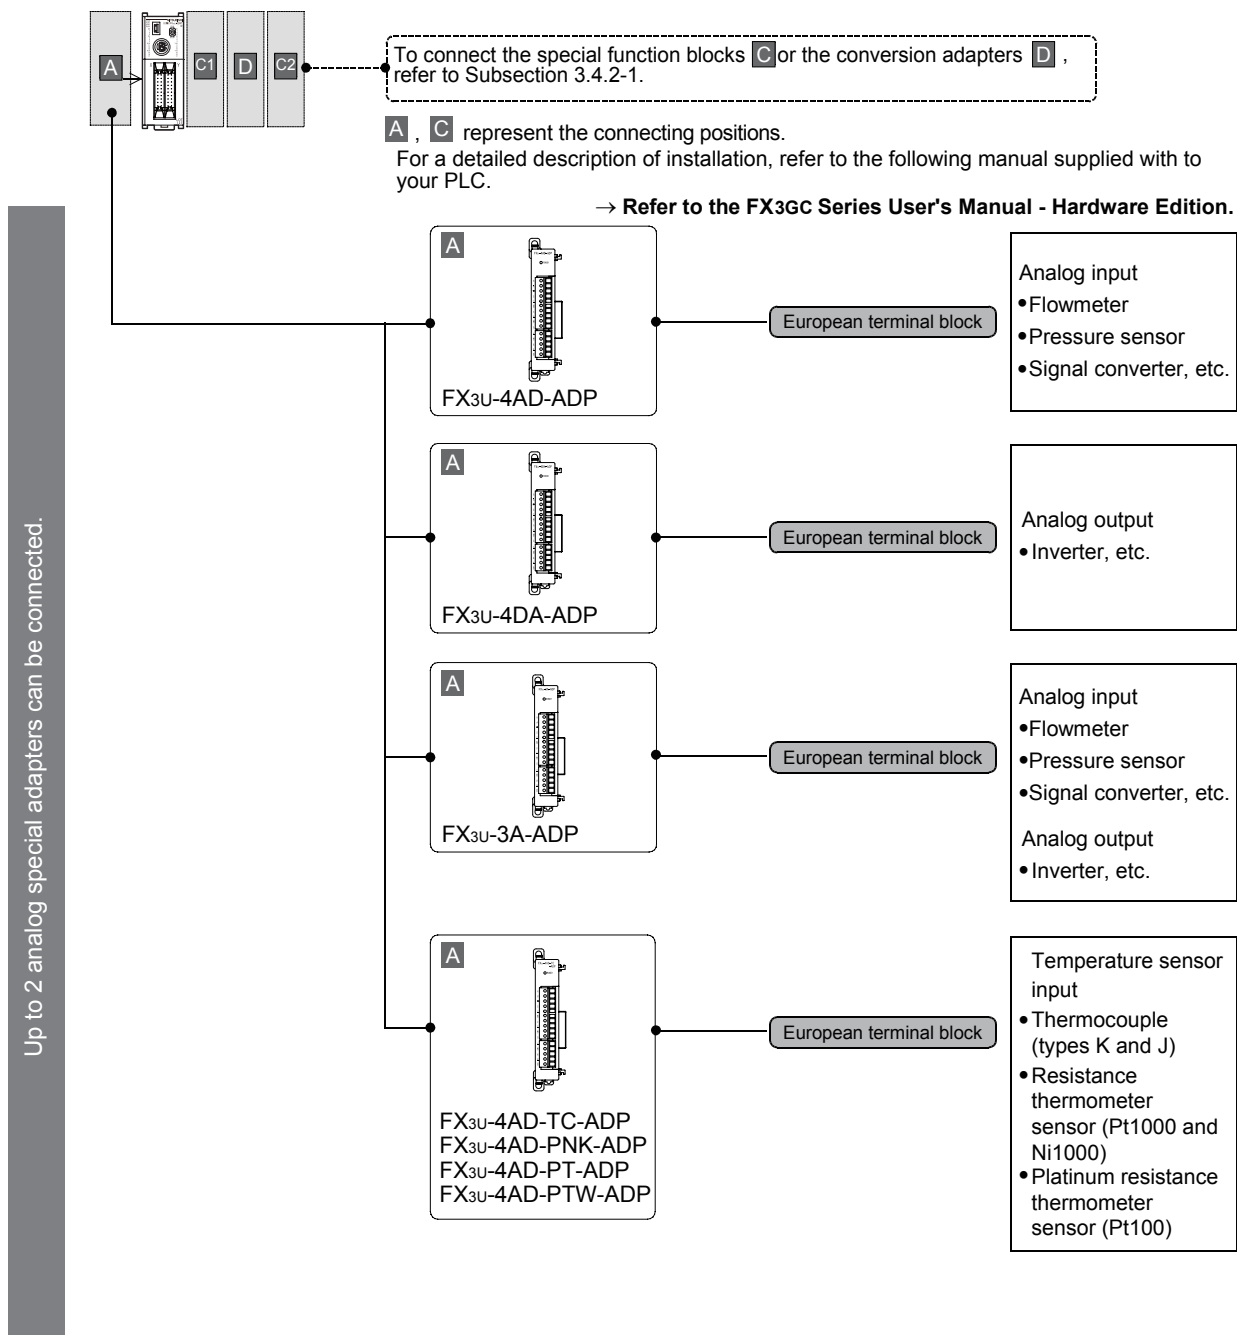 A
C1
D
C2
To connect the special function blocks C or the conversion adapters D ,
refer to Subsection 3.4.2-1.
A , C represent the connecting positions.
For a detailed description of installation, refer to the following manual supplied with to
your PLC.
→ Refer to the FX3GC Series User's Manual - Hardware Edition.
Up to 2 analog special adapters can be connected.
A
FX3U-4AD-ADP
European terminal block
Analog input
•Flowmeter
•Pressure sensor
•Signal converter, etc.
A
FX3U-4DA-ADP
European terminal block
Analog output
•Inverter, etc.
A
FX3U-3A-ADP
European terminal block
Analog input
•Flowmeter
•Pressure sensor
•Signal converter, etc.
Analog output
•Inverter, etc.
A
FX3U-4AD-TC-ADP
FX3U-4AD-PNK-ADP
FX3U-4AD-PT-ADP
FX3U-4AD-PTW-ADP
European terminal block
Temperature sensor
input
•Thermocouple
(types K and J)
•Resistance
thermometer
sensor (Pt1000 and
Ni1000)
•Platinum resistance
thermometer
sensor (Pt100)